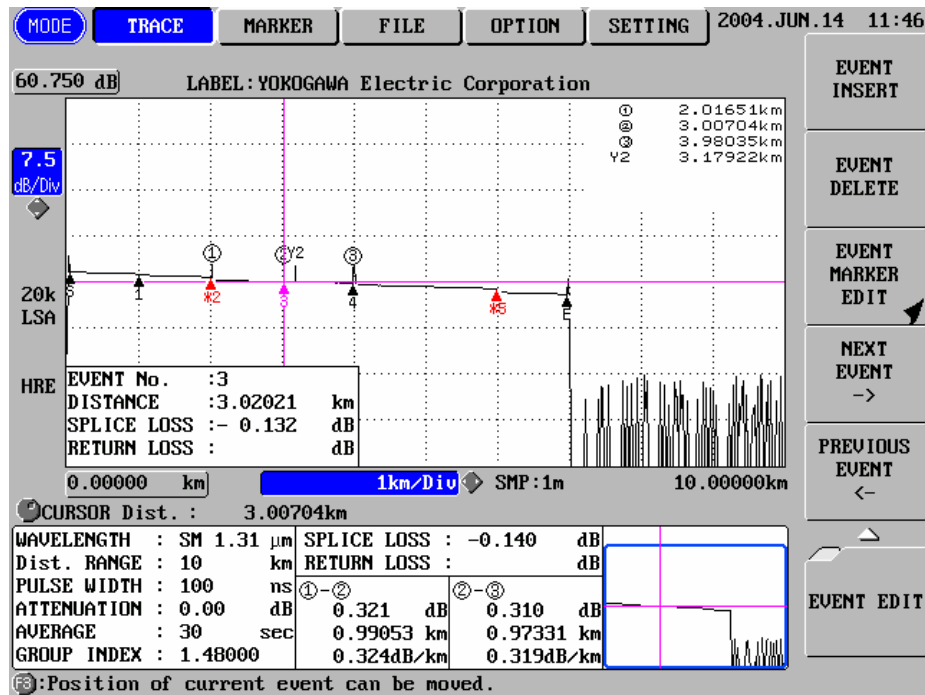 MODE TRACE MARKER FILE OPTION SETTING 2004.JUN.14 11:46
60.750 dB LABEL:YOKOGAWA Electric Corporation
EVENT
INSERT
① 2.01651km
② 3.00704km
③ 3.98035km
Y2 3.17922km
7.5
dB/Div
EVENT
DELETE
① ② Y2 ③
EVENT
MARKER
EDIT
S 1 *2 3 4 *5 E
20k
LSA
HRE
NEXT
EVENT
->
EVENT No. :3
DISTANCE :3.02021 km
SPLICE LOSS :- 0.132 dB
RETURN LOSS : dB
PREVIOUS
EVENT
<-
0.00000 km 1km/Div SMP:1m 10.00000km
CURSOR Dist. : 3.00704km
WAVELENGTH : SM 1.31 µm
Dist. RANGE : 10 km
PULSE WIDTH : 100 ns
ATTENUATION : 0.00 dB
AVERAGE : 30 sec
GROUP INDEX : 1.48000
SPLICE LOSS : -0.140 dB
RETURN LOSS : dB
①-② ②-③
0.321 dB 0.310 dB
0.99053 km 0.97331 km
0.324dB/km 0.319dB/km
EVENT EDIT
F3:Position of current event can be moved.